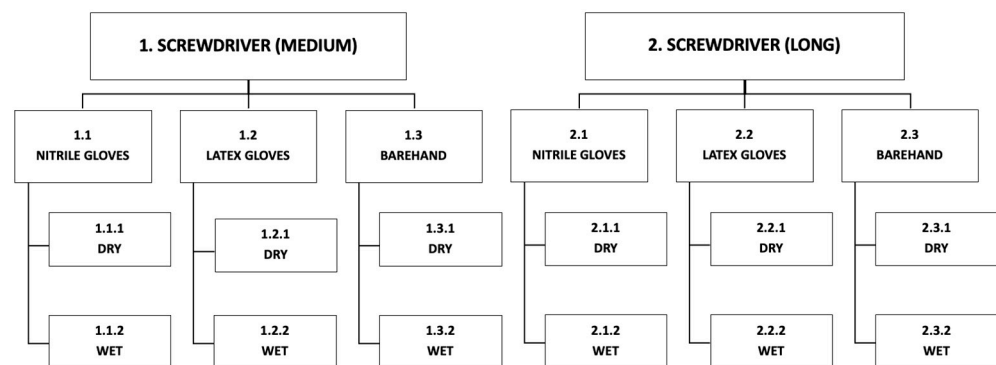 1. SCREWDRIVER (MEDIUM)
2. SCREWDRIVER (LONG)
1.1
NITRILE GLOVES
1.2
LATEX GLOVES
1.3
BAREHAND
2.1
NITRILE GLOVES
2.2
LATEX GLOVES
2.3
BAREHAND
1.1.1
DRY
1.2.1
DRY
1.3.1
DRY
2.1.1
DRY
2.2.1
DRY
2.3.1
DRY
1.1.2
WET
1.2.2
WET
1.3.2
WET
2.1.2
WET
2.2.2
WET
2.3.2
WET